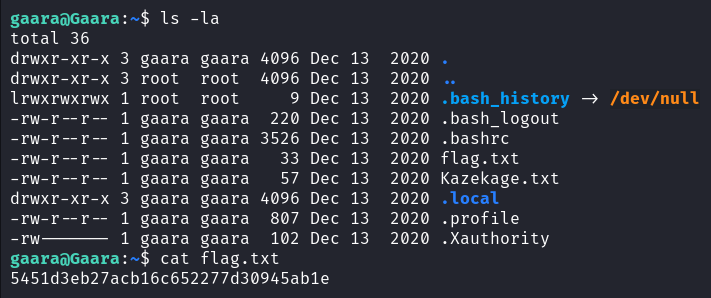 gaara@Gaara:~$ ls -la
total 36
drwxr-xr-x 3 gaara gaara 4096 Dec 13  2020 .
drwxr-xr-x 3 root  root  4096 Dec 13  2020 ..
lrwxrwxrwx 1 root  root     9 Dec 13  2020 .bash_history -> /dev/null
-rw-r--r-- 1 gaara gaara  220 Dec 13  2020 .bash_logout
-rw-r--r-- 1 gaara gaara 3526 Dec 13  2020 .bashrc
-rw-r--r-- 1 gaara gaara   33 Dec 13  2020 flag.txt
-rw-r--r-- 1 gaara gaara   57 Dec 13  2020 Kazekage.txt
drwxr-xr-x 3 gaara gaara 4096 Dec 13  2020 .local
-rw-r--r-- 1 gaara gaara  807 Dec 13  2020 .profile
-rw------- 1 gaara gaara  102 Dec 13  2020 .Xauthority
gaara@Gaara:~$ cat flag.txt
5451d3eb27acb16c652277d30945ab1e